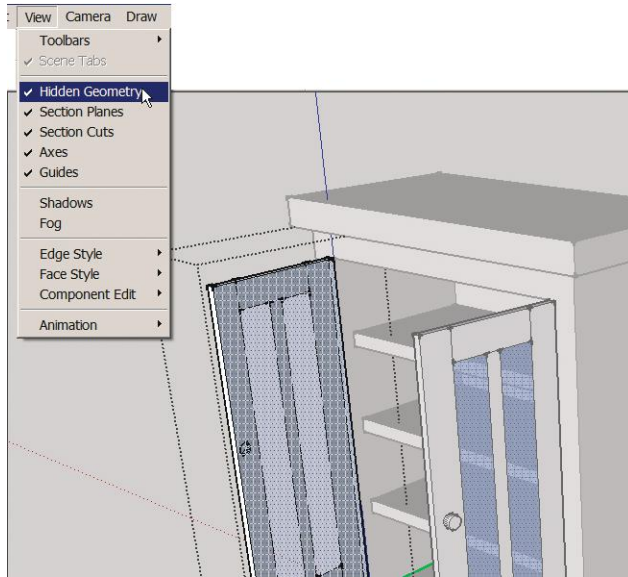 View Camera Draw
Toolbars
Scene Tabs
Hidden Geometry
Section Planes
Section Cuts
Axes
Guides
Shadows
Fog
Edge Style
Face Style
Component Edit
Animation